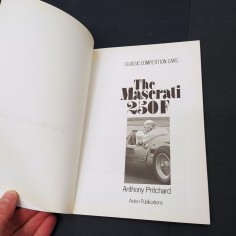 CLASSIC COMPETITION CARS
The
Maserati
250F
Anthony Pritchard
Aston Publications